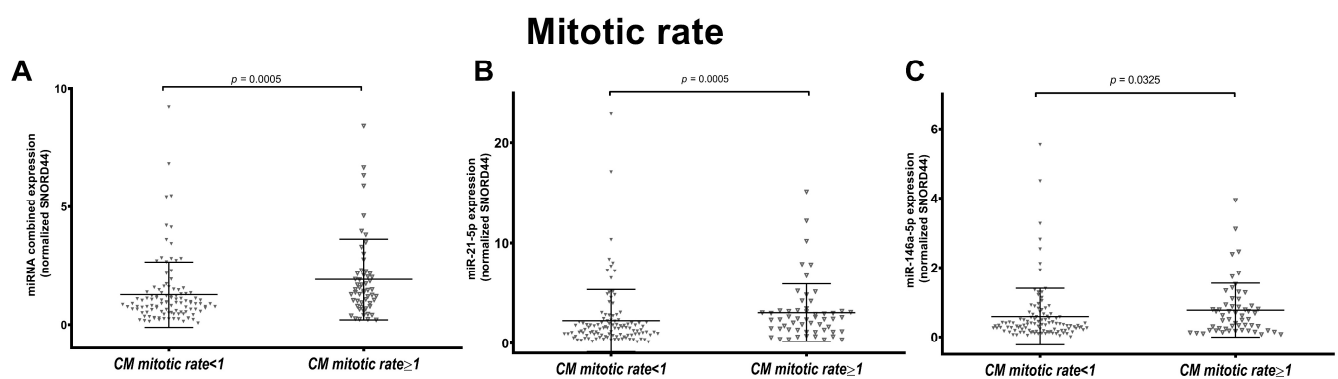 Mitotic rate
A
p = 0.0005
miRNA combined expression
(normalized SNORD44)
10
5
0
CM mitotic rate<1
CM mitotic rate≥1
B
p = 0.0005
miR-21-5p expression
(normalized SNORD44)
20
10
0
CM mitotic rate<1
CM mitotic rate≥1
C
p = 0.0325
miR-146a-5p expression
(normalized SNORD44)
6
4
2
0
CM mitotic rate<1
CM mitotic rate≥1